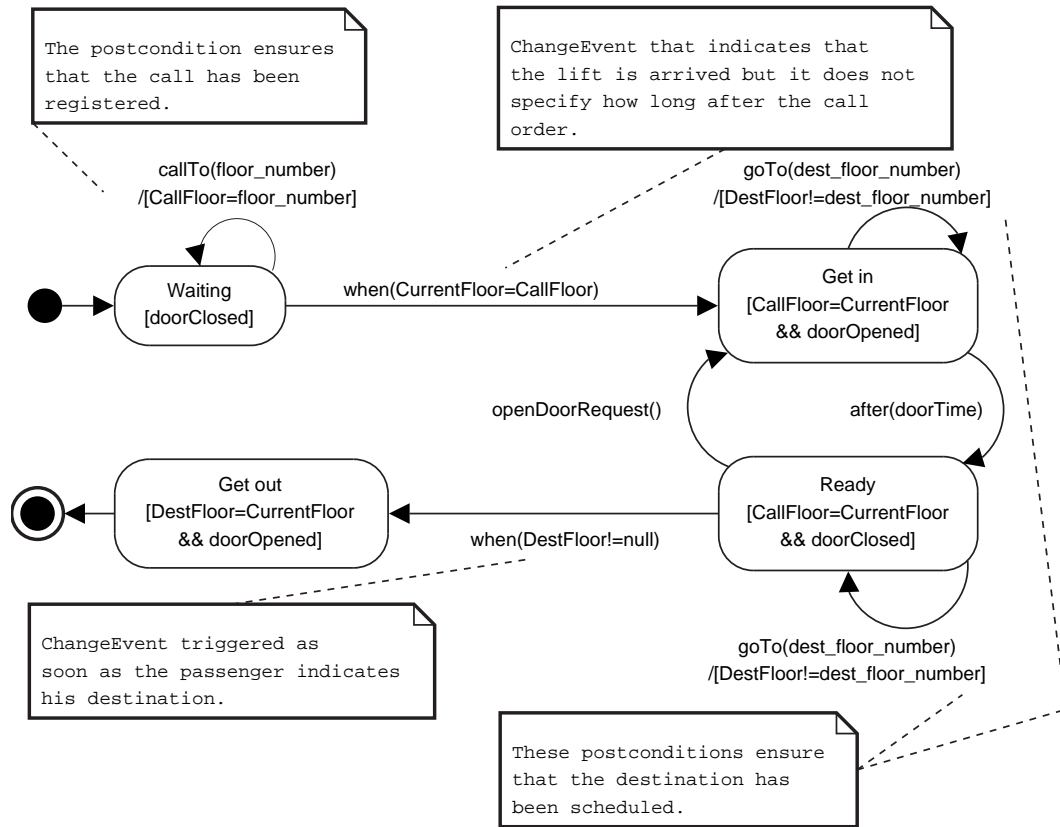 The postcondition ensures
that the call has been
registered.
ChangeEvent that indicates that
the lift is arrived but it does not
specify how long after the call
order.
callTo(floor_number)
/[CallFloor=floor_number]
goTo(dest_floor_number)
/[DestFloor!=dest_floor_number]
Waiting
[doorClosed]
when(CurrentFloor=CallFloor)
Get in
[CallFloor=CurrentFloor
&& doorOpened]
openDoorRequest()
after(doorTime)
Get out
[DestFloor=CurrentFloor
&& doorOpened]
when(DestFloor!=null)
Ready
[CallFloor=CurrentFloor
&& doorClosed]
goTo(dest_floor_number)
/[DestFloor!=dest_floor_number]
ChangeEvent triggered as
soon as the passenger indicates
his destination.
These postconditions ensure
that the destination has
been scheduled.